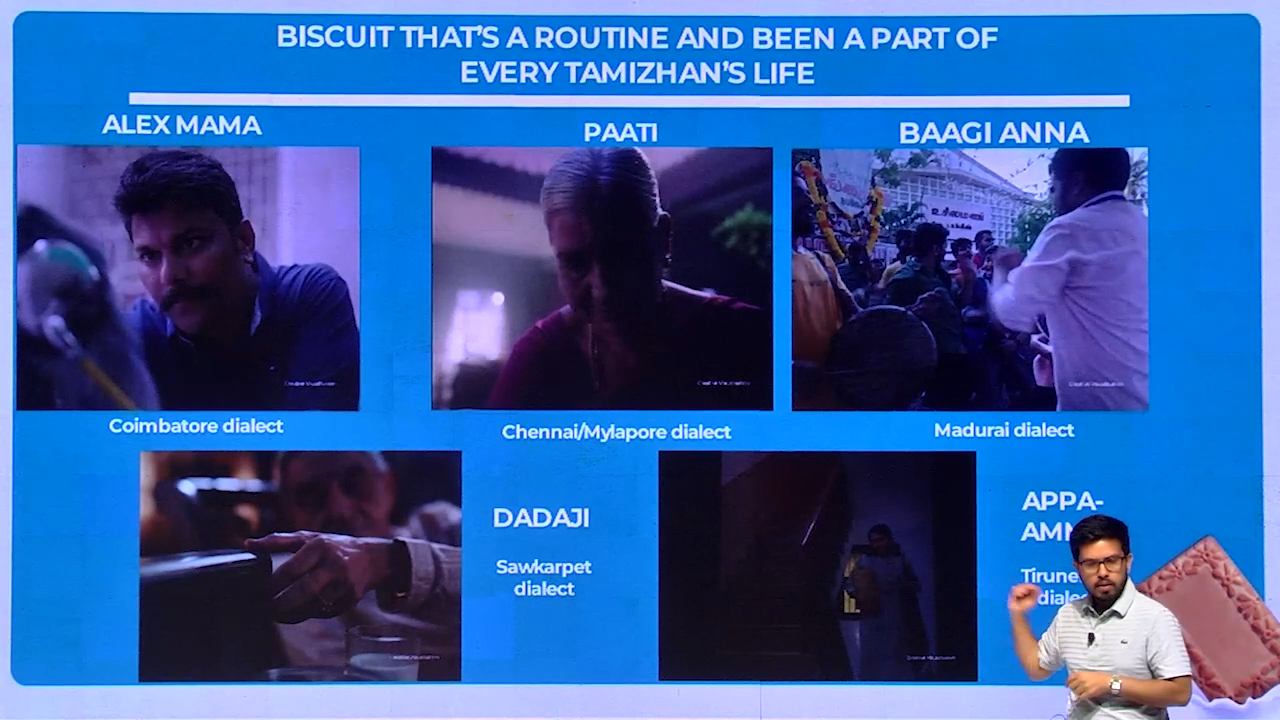 BISCUIT THAT'S A ROUTINE AND BEEN A PART OF
EVERY TAMIZHAN'S LIFE
ALEX MAMA
PAATI
BAAGI ANNA
Coimbatore dialect
Chennai/Mylapore dialect
Madurai dialect
DADAJI
Sawkarpet
dialect
APPA-